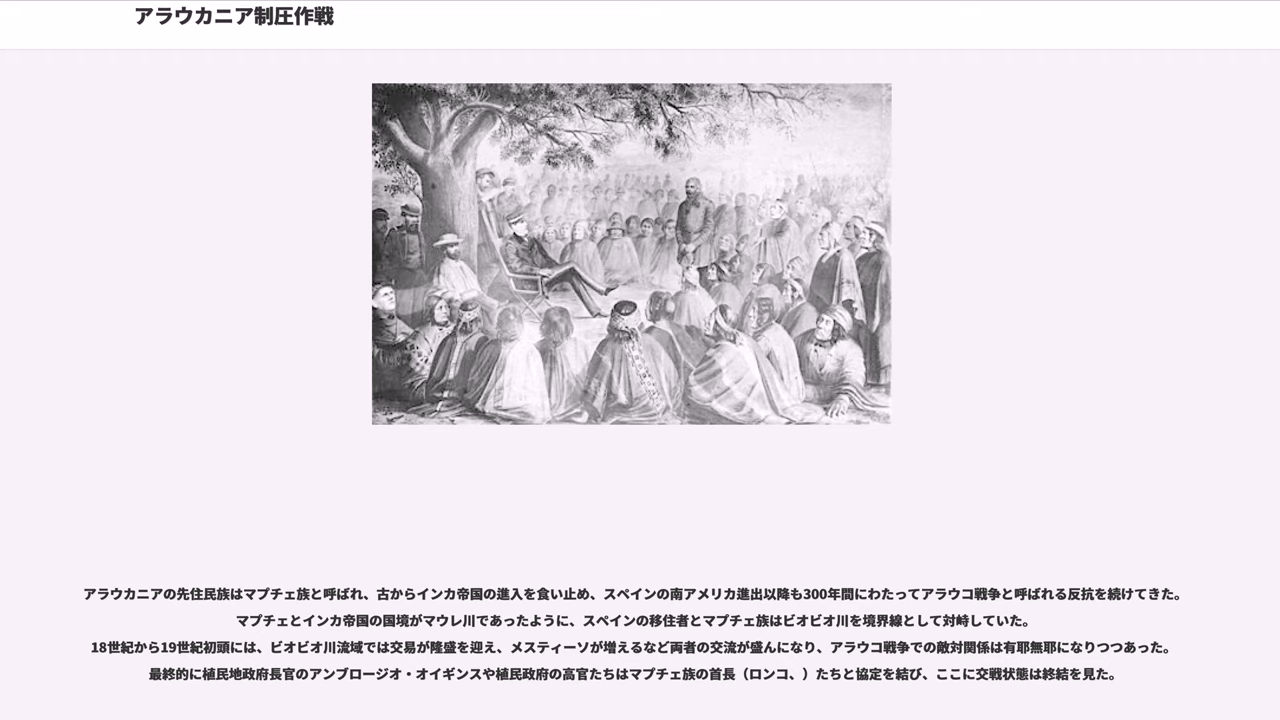 アラウカニア制圧作戦
アラウカニアの先住民族はマプチェ族と呼ばれ、古からインカ帝国の進入を食い止め、スペインの南アメリカ進出以降も300年間にわたってアラウコ戦争と呼ばれる反抗を続けてきた。
マプチェとインカ帝国の国境がマウレ川であったように、スペインの移住者とマプチェ族はビオビオ川を境界線として対峙していた。
18世紀から19世紀初頭には、ビオビオ川流域では交易が隆盛を迎え、メスティーソが増えるなど両者の交流が盛んになり、アラウコ戦争での敵対関係は有耶無耶になりつつあった。
最終的に植民地政府長官のアンブロージオ・オイギンスや植民政府の高官たちはマプチェ族の首長（ロンコ、）たちと協定を結び、ここに交戦状態は終結を見た。